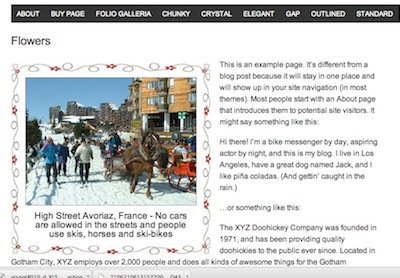 ABOUT BUY PAGE FOLIO GALLERIA CHUNKY CRYSTAL ELEGANT GAP OUTLINED STANDARD
Flowers
This is an example page. It's different from a
blog post because it will stay in one place and
will show up in your site navigation (in most
themes). Most people start with an About page
that introduces them to potential site visitors. It
might say something like this:
Hi there! I'm a bike messenger by day, aspiring
actor by night, and this is my blog. I live in Los
Angeles, have a great dog named Jack, and I
like piña coladas. (And gettin' caught in the
rain.)
…or something like this:
The XYZ Doohickey Company was founded in
1971, and has been providing quality
doohickies to the public ever since. Located in
Gotham City, XYZ employs over 2,000 people and does all kinds of awesome things for the Gotham
High Street Avoriaz, France - No cars
are allowed in the streets and people
use skis, horses and ski-bikes